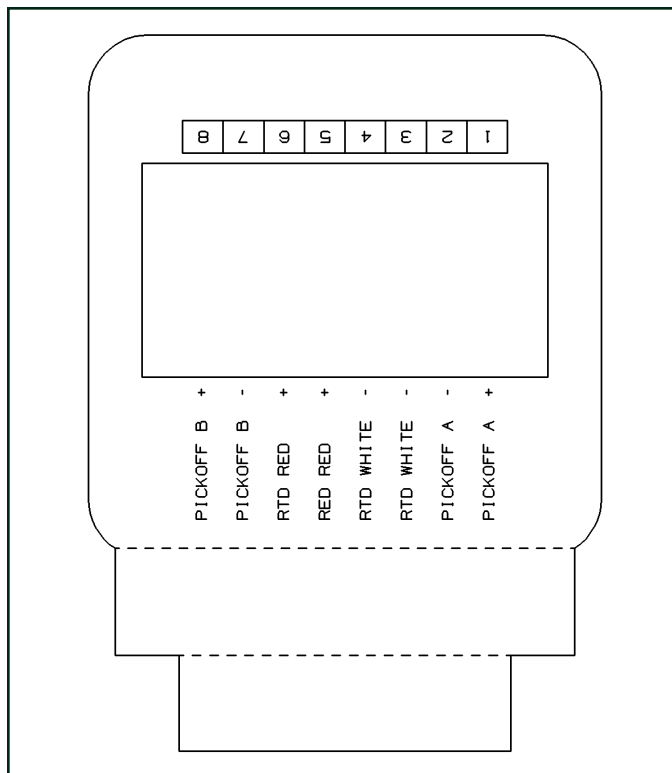 8 7 6 5 4 3 2 1
PICKOFF B +
PICKOFF B -
RTD RED +
RED RED +
RTD WHITE -
RTD WHITE -
PICKOFF A -
PICKOFF A +